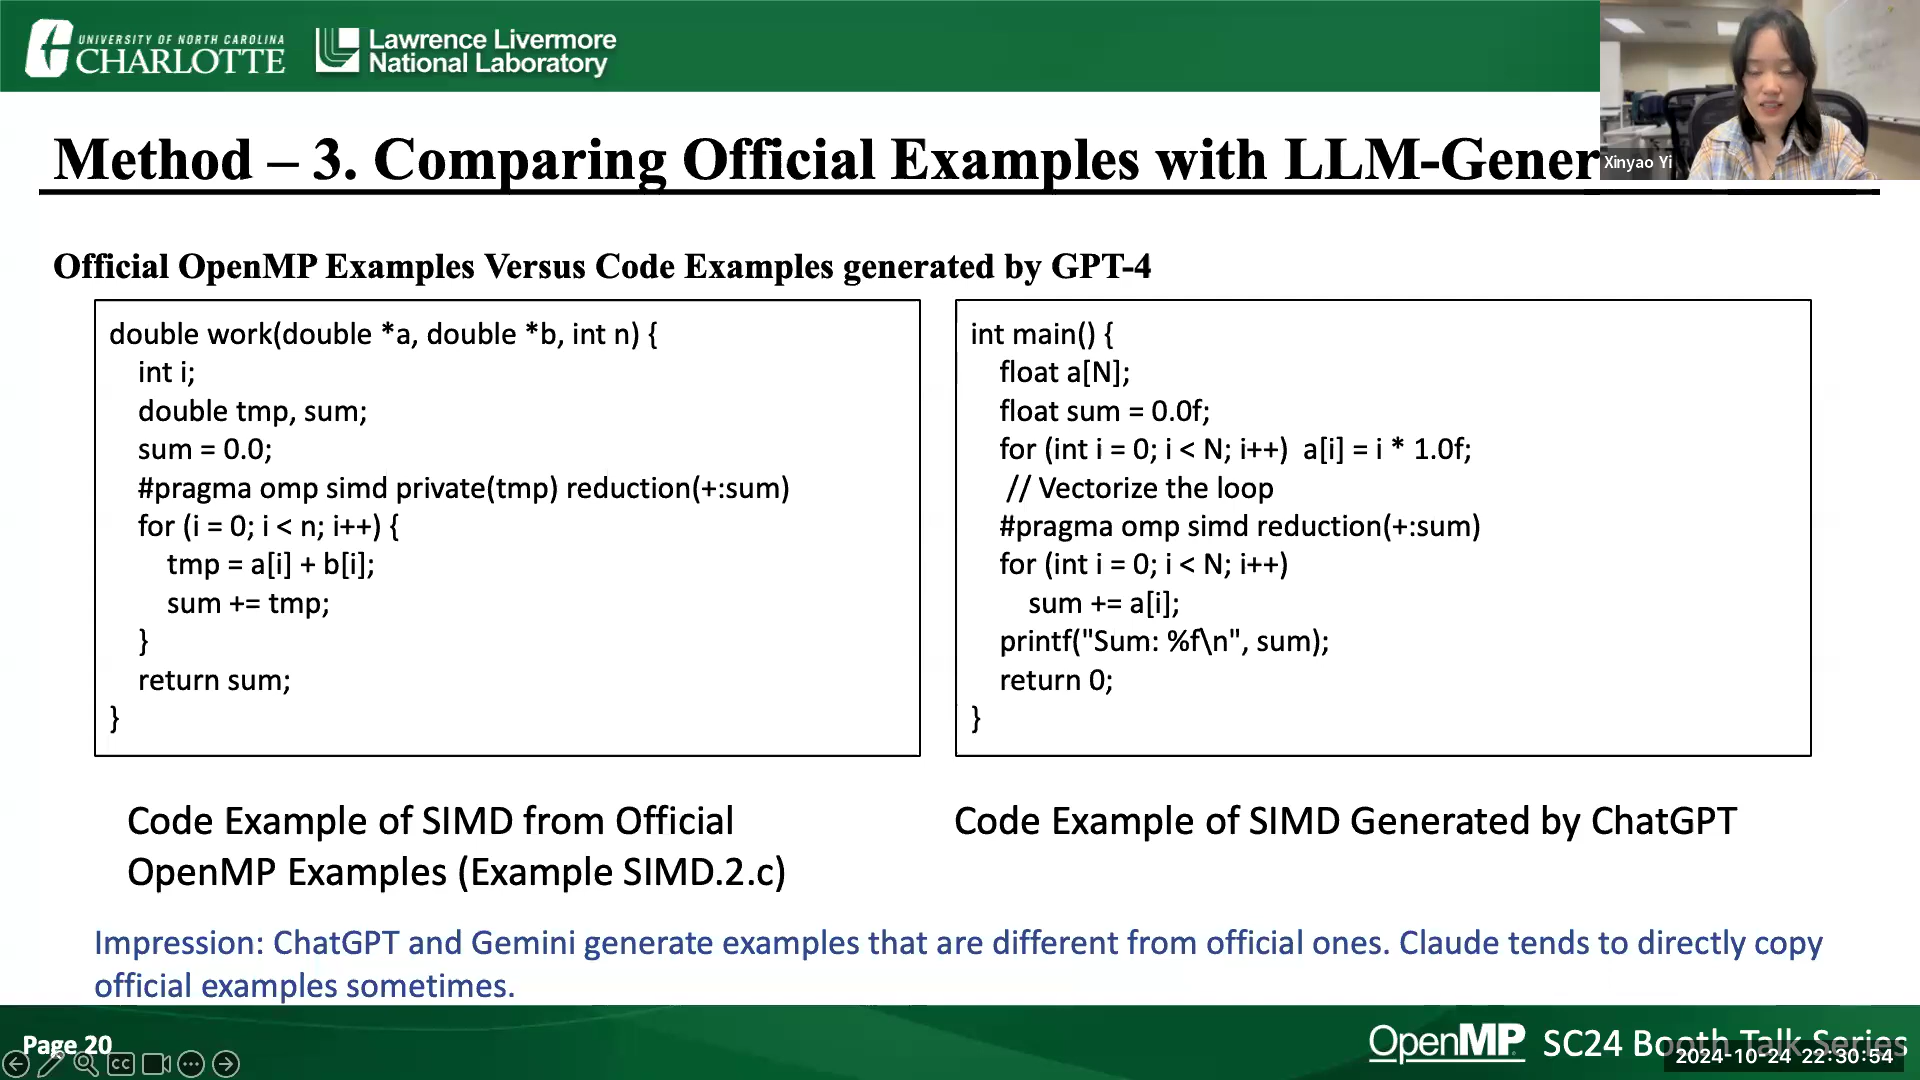 UNIVERSITY OF NORTH CAROLINA
CHARLOTTE
Lawrence Livermore
National Laboratory
Xinyao Yi
Method – 3. Comparing Official Examples with LLM-Gener
Official OpenMP Examples Versus Code Examples generated by GPT-4
double work(double *a, double *b, int n) {
int i;
double tmp, sum;
sum = 0.0;
#pragma omp simd private(tmp) reduction(+:sum)
for (i = 0; i < n; i++) {
tmp = a[i] + b[i];
sum += tmp;
}
return sum;
}
int main() {
float a[N];
float sum = 0.0f;
for (int i = 0; i < N; i++)  a[i] = i * 1.0f;
// Vectorize the loop
#pragma omp simd reduction(+:sum)
for (int i = 0; i < N; i++)
sum += a[i];
printf("Sum: %f\n", sum);
return 0;
}
Code Example of SIMD from Official
OpenMP Examples (Example SIMD.2.c)
Code Example of SIMD Generated by ChatGPT
Impression: ChatGPT and Gemini generate examples that are different from official ones. Claude tends to directly copy
official examples sometimes.
Page 20
CC
OpenMP SC24 Booth Talk Series
2024-10-24 22:30:54